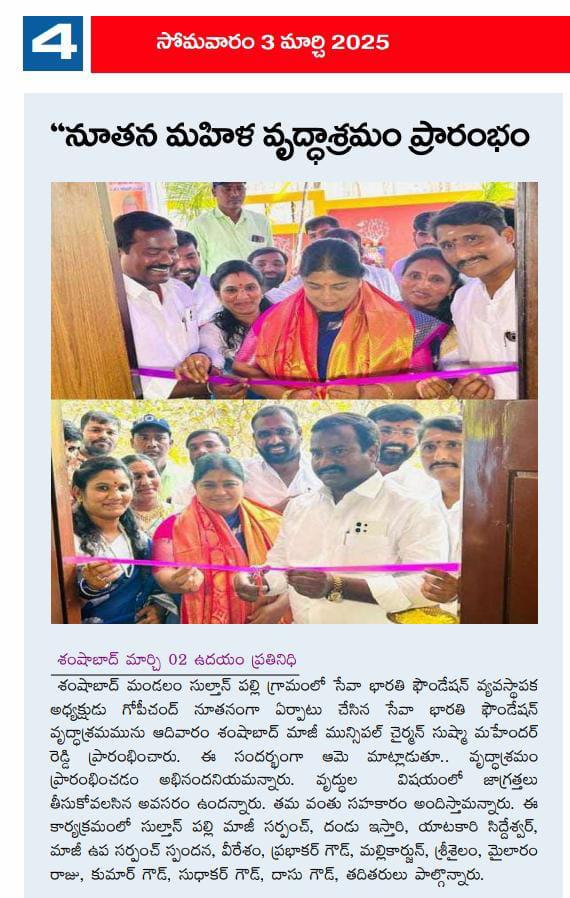 4
సోమవారం 3 మార్చి 2025
“నూతన మహిళ వృద్ధాశ్రమం ప్రారంభం
శంషాబాద్ మార్చి 02 ఉదయం ప్రతినిధి
శంషాబాద్ మండలం సుల్తాన్ పల్లి గ్రామంలో సేవా భారతి ఫౌండేషన్ వ్యవస్థాపక
అధ్యక్షుడు గోపీచంద్ నూతనంగా ఏర్పాటు చేసిన సేవా భారతి ఫౌండేషన్
వృద్ధాశ్రమమును ఆదివారం శంషాబాద్ మాజీ మున్సిపల్ చైర్మన్ సుష్మా మహేందర్
రెడ్డి ప్రారంభించారు. ఈ సందర్భంగా ఆమె మాట్లాడుతూ.. వృద్ధాశ్రమం
ప్రారంభించడం అభినందనియమన్నారు. వృద్ధుల విషయంలో జాగ్రత్తలు
తీసుకోవలసిన అవసరం ఉందన్నారు. తమ వంతు సహకారం అందిస్తామన్నారు. ఈ
కార్యక్రమంలో సుల్తాన్ పల్లి మాజీ సర్పంచ్, దండు ఇస్తారి, యాటకారి సిద్దేశ్వర్,
మాజీ ఉప సర్పంచ్ స్పందన, వీరేశం, ప్రభాకర్ గౌడ్, మల్లికార్జున్, శ్రీశైలం, మైలారం
రాజు, కుమార్ గౌడ్, సుధాకర్ గౌడ్, దాసు గౌడ్, తదితరులు పాల్గొన్నారు.